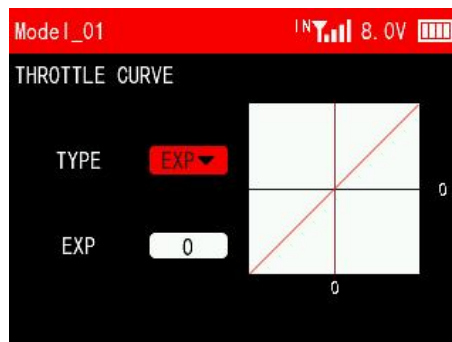 Model_01 IN 8.0V
THROTTLE CURVE
TYPE EXP
0
EXP 0
0